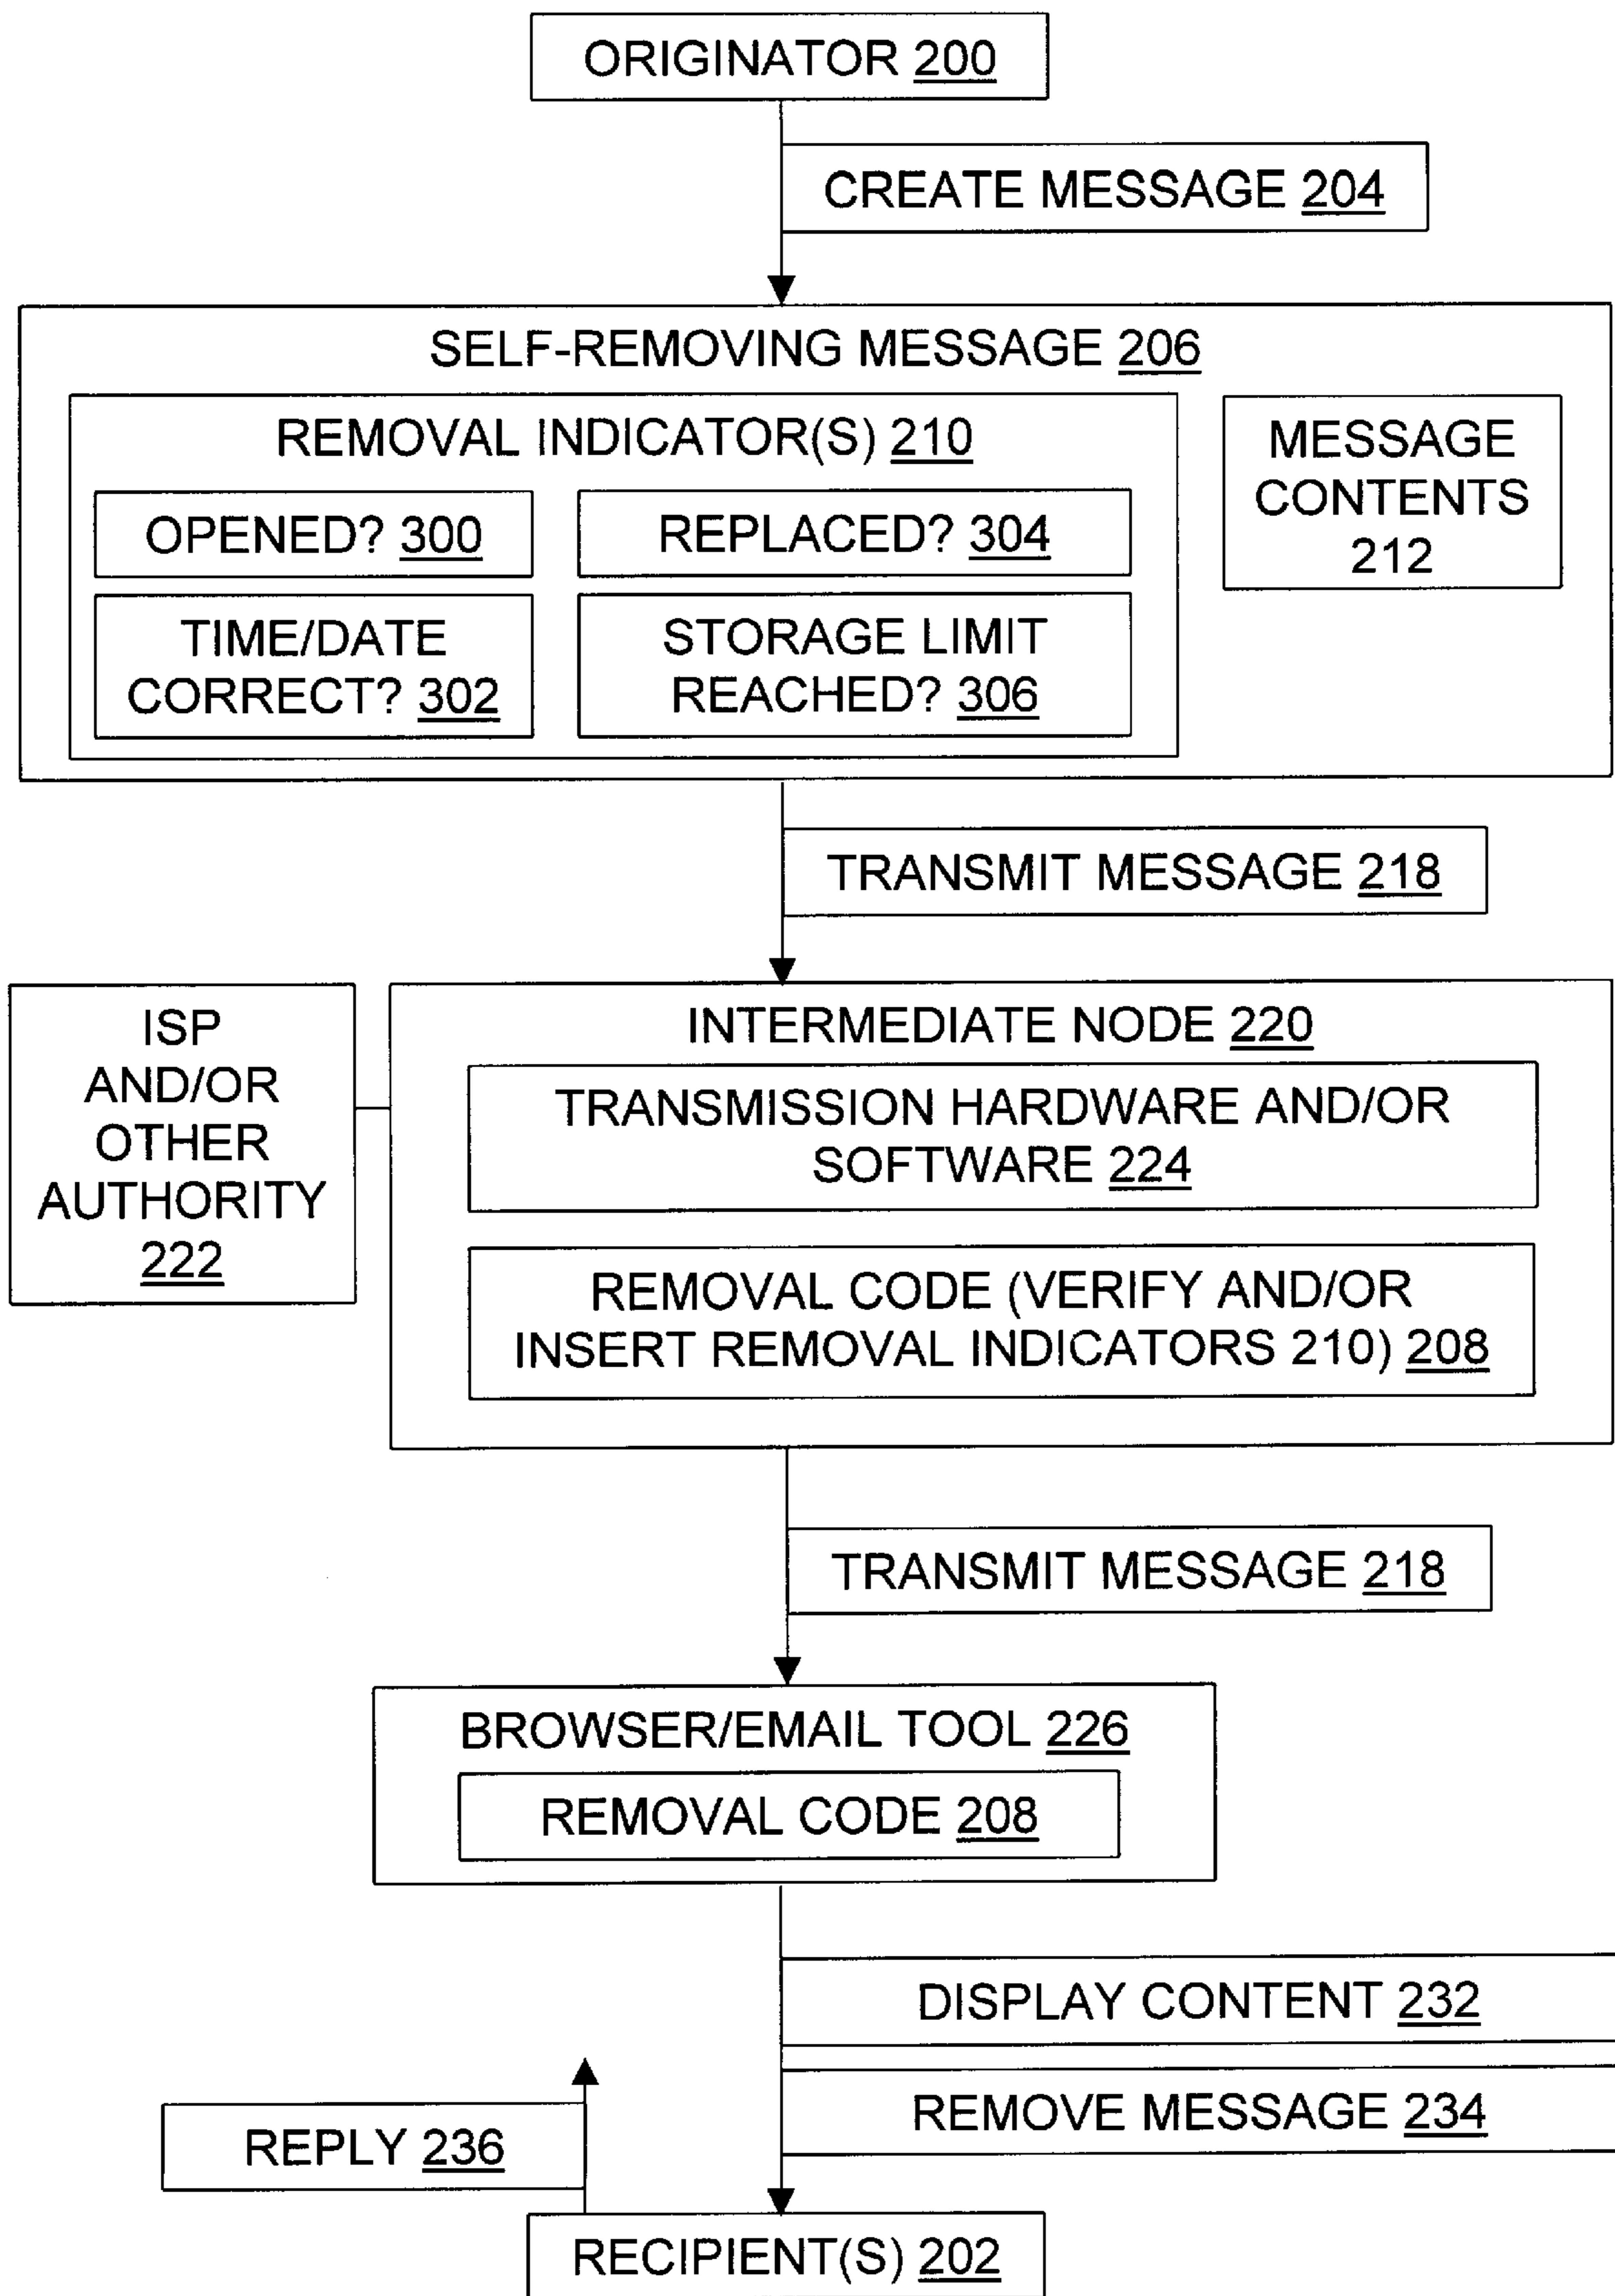 ORIGINATOR 200
CREATE MESSAGE 204
SELF-REMOVING MESSAGE 206
REMOVAL INDICATOR(S) 210
OPENED? 300
REPLACED? 304
TIME/DATE
CORRECT? 302
STORAGE LIMIT
REACHED? 306
MESSAGE
CONTENTS
212
TRANSMIT MESSAGE 218
ISP
AND/OR
OTHER
AUTHORITY
222
INTERMEDIATE NODE 220
TRANSMISSION HARDWARE AND/OR
SOFTWARE 224
REMOVAL CODE (VERIFY AND/OR
INSERT REMOVAL INDICATORS 210) 208
TRANSMIT MESSAGE 218
BROWSER/EMAIL TOOL 226
REMOVAL CODE 208
DISPLAY CONTENT 232
REMOVE MESSAGE 234
REPLY 236
RECIPIENT(S) 202